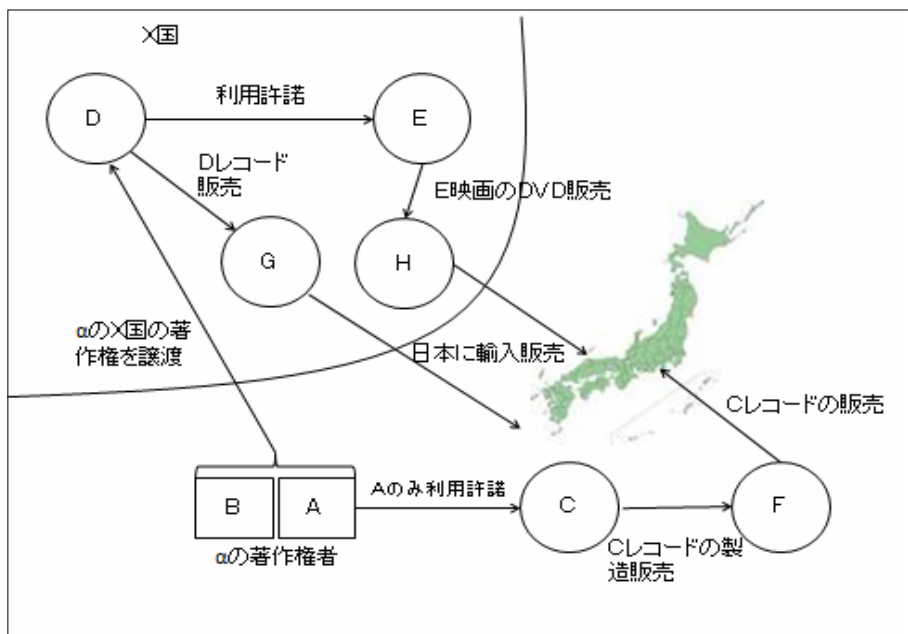 X国
D
利用許諾
E
Dレコード
販売
E映画のDVD販売
G
H
αのX国の著
作権を譲渡
日本に輸入販売
Cレコードの販売
B
A
Aのみ利用許諾
C
F
αの著作権者
Cレコードの製
造販売